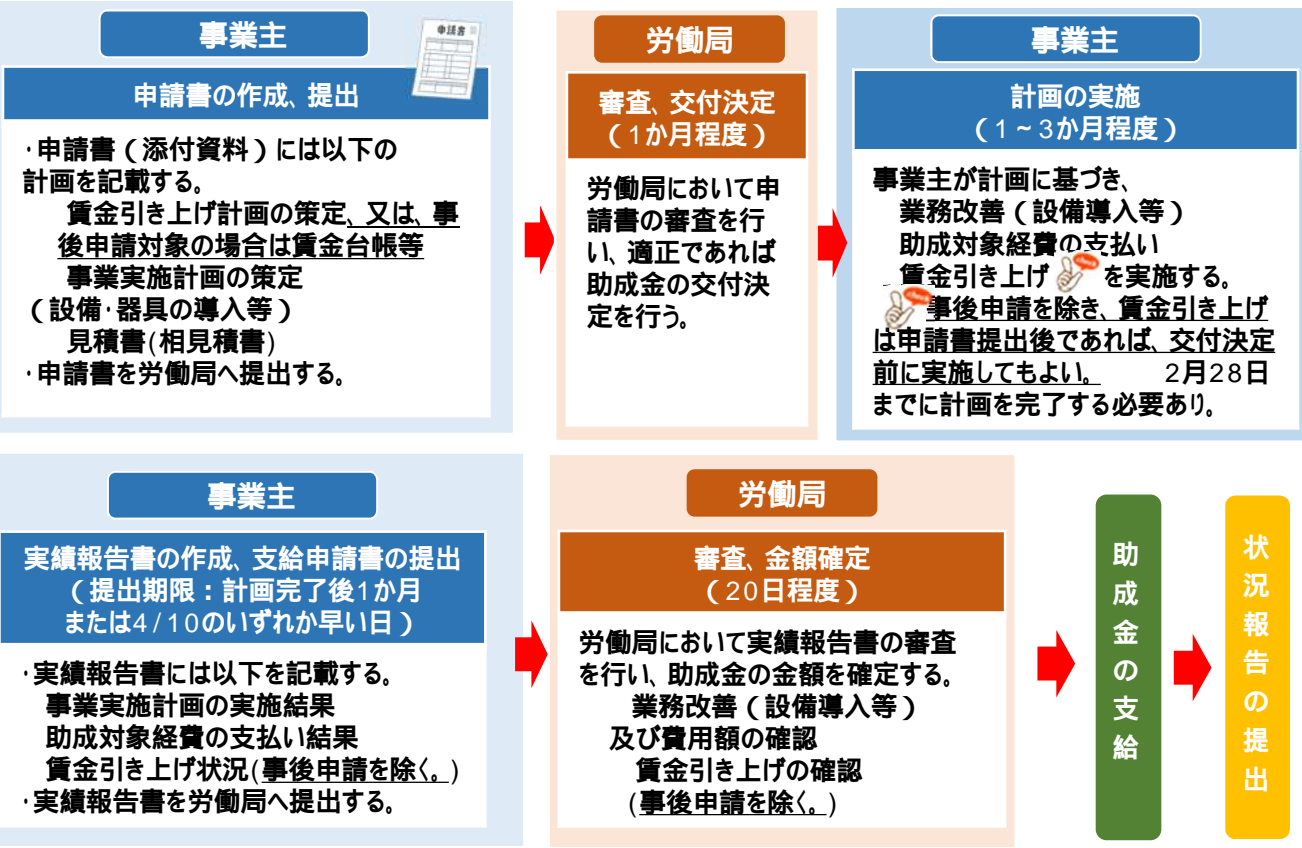 事業主
申請書
申請書の作成、提出
･申請書（添付資料）には以下の
計画を記載する。
賃金引き上げ計画の策定、又は、事
後申請対象の場合は賃金台帳等
事業実施計画の策定
（設備･器具の導入等）
見積書(相見積書)
･申請書を労働局へ提出する。
労働局
審査、交付決定
（1か月程度）
労働局において申
請書の審査を行
い、適正であれば
助成金の交付決
定を行う。
事業主
計画の実施
（1～3か月程度）
事業主が計画に基づき、
業務改善（設備導入等）
助成対象経費の支払い
賃金引き上げ を実施する。
事後申請を除き、賃金引き上げ
は申請書提出後であれば、交付決定
前に実施してもよい。 2月28日
までに計画を完了する必要あり。
事業主
実績報告書の作成、支給申請書の提出
（提出期限：計画完了後1か月
または4/10のいずれか早い日）
･実績報告書には以下を記載する。
事業実施計画の実施結果
助成対象経費の支払い結果
賃金引き上げ状況(事後申請を除く。)
･実績報告書を労働局へ提出する。
労働局
審査、金額確定
（20日程度）
労働局において実績報告書の審査
を行い、助成金の金額を確定する。
業務改善（設備導入等）
及び費用額の確認
賃金引き上げの確認
(事後申請を除く。)
助成金の支給
状況報告の提出